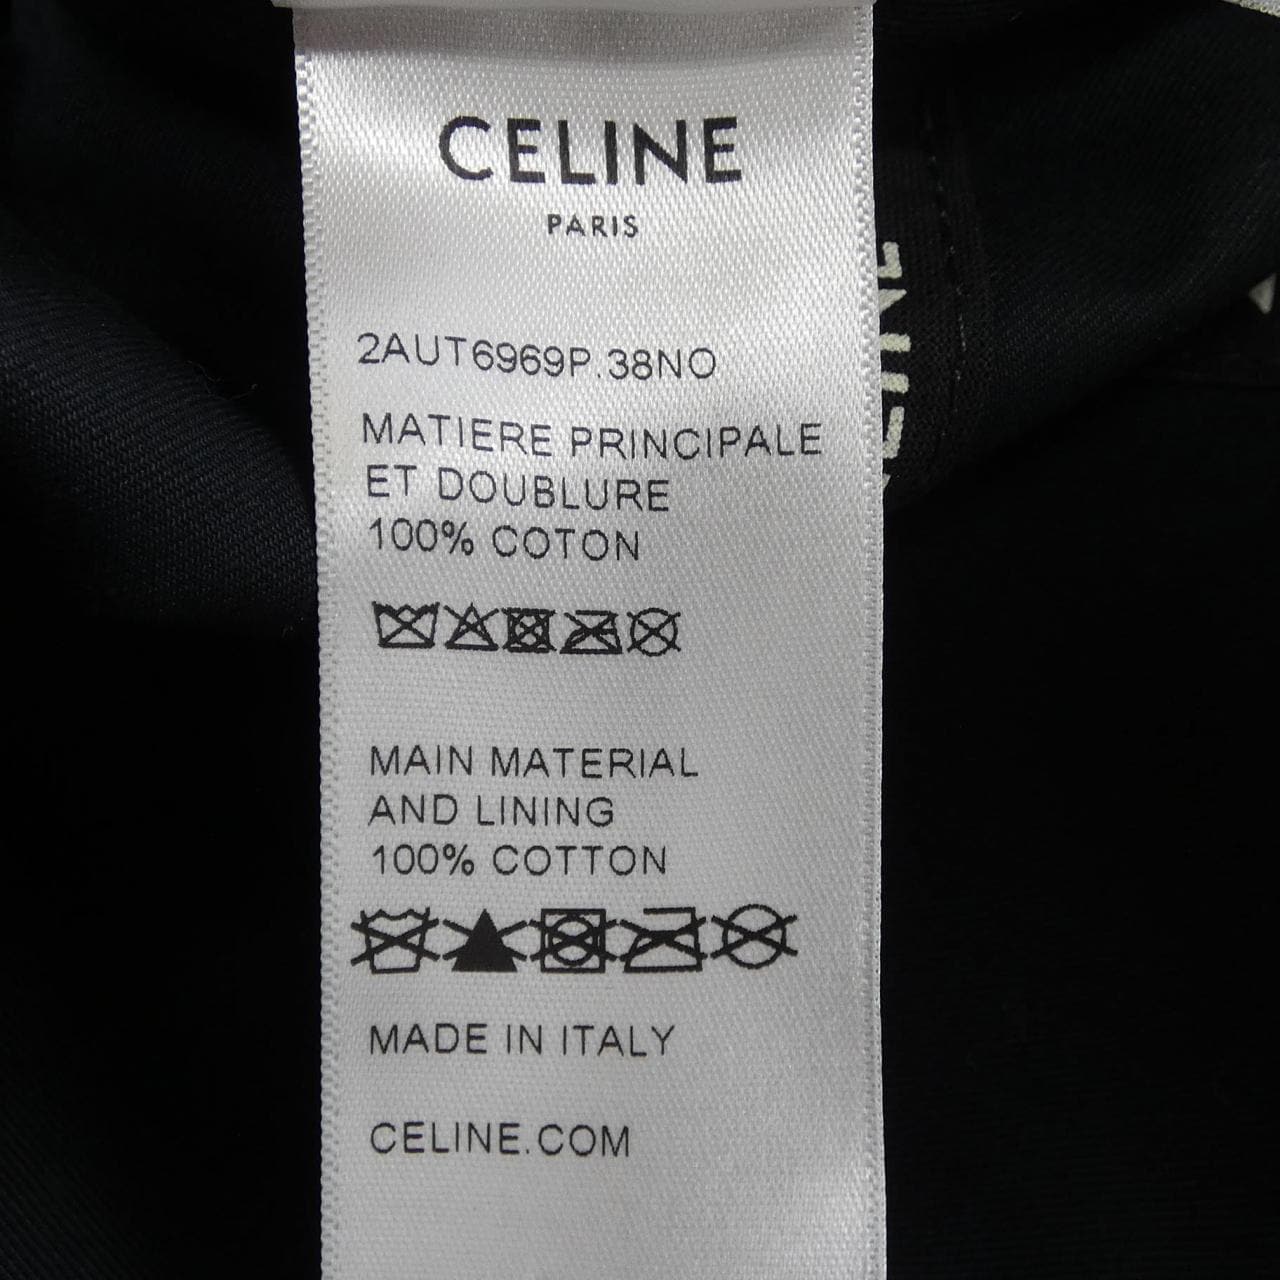 CELINE
PARIS
2AUT6969P.38NO
MATIERE PRINCIPALE
ET DOUBLURE
100% COTON
MAIN MATERIAL
AND LINING
100% COTTON
MADE IN ITALY
CELINE.COM